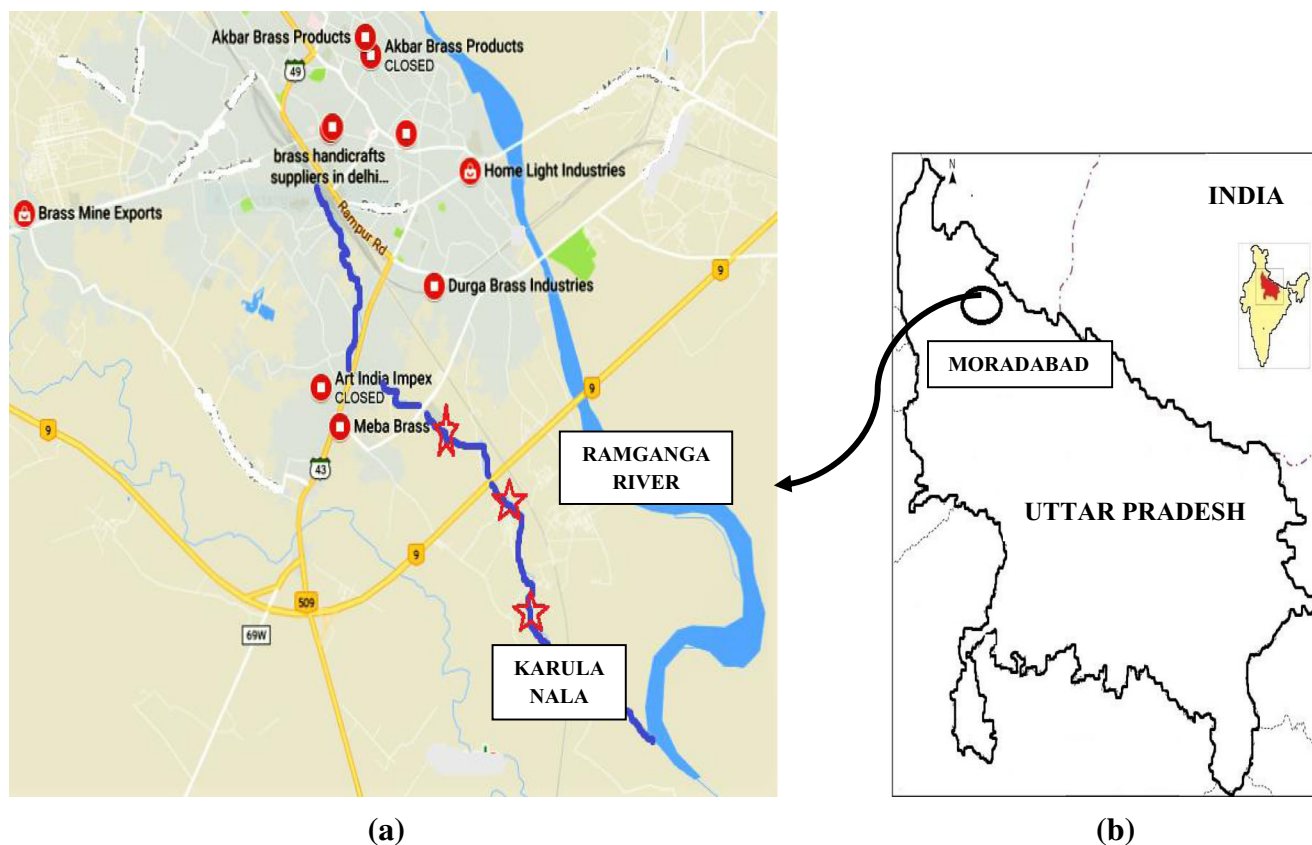 Akbar Brass Products
Akbar Brass Products
CLOSED
49
brass handicrafts
suppliers in delhi...
Home Light Industries
Brass Mine Exports
Rampur Rd
9
Durga Brass Industries
Art India Impex
CLOSED
9
Meba Brass
9
43
RAMGANGA
RIVER
9
509
69W
KARULA
NALA
(a)
N
INDIA
MORADABAD
UTTAR PRADESH
(b)